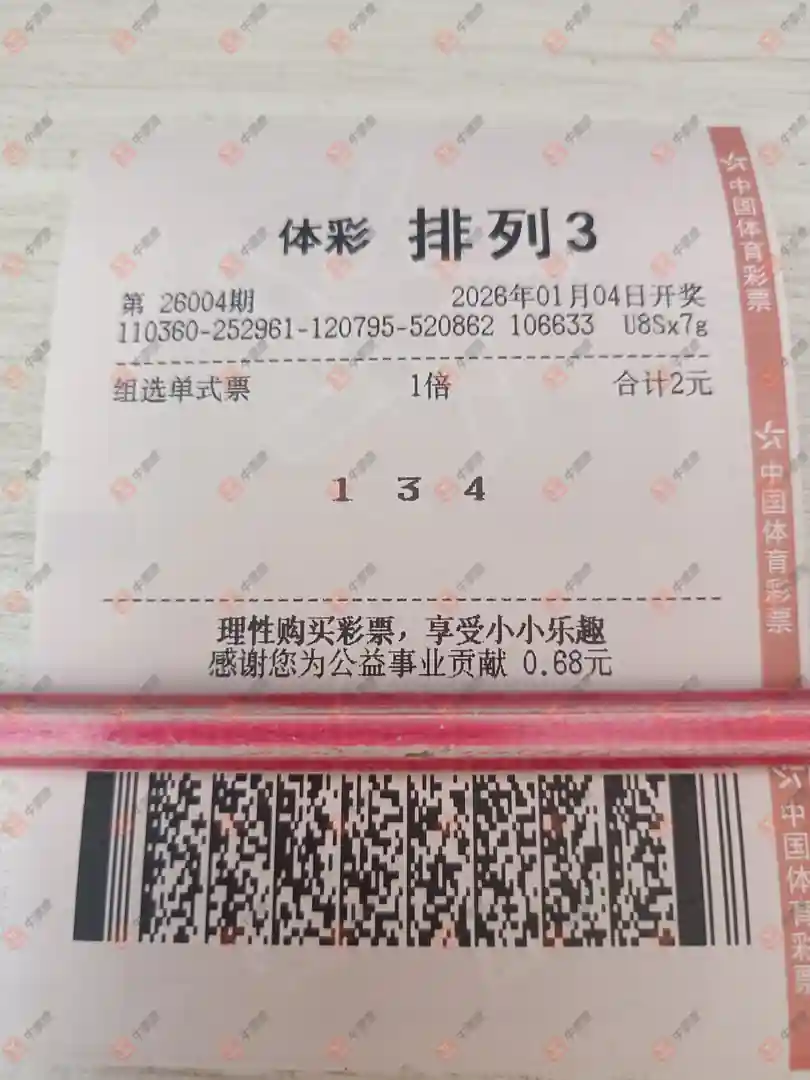 体彩 排列3
第 26004期 2026年01月04日开奖
110360-252961-120795-520862 106633 U8Sx7g
组选单式票 1倍 合计2元
1 3 4
理性购买彩票，享受小小乐趣
感谢您为公益事业贡献 0.68元
中国体育彩票
中国体育彩票
中国体育彩票